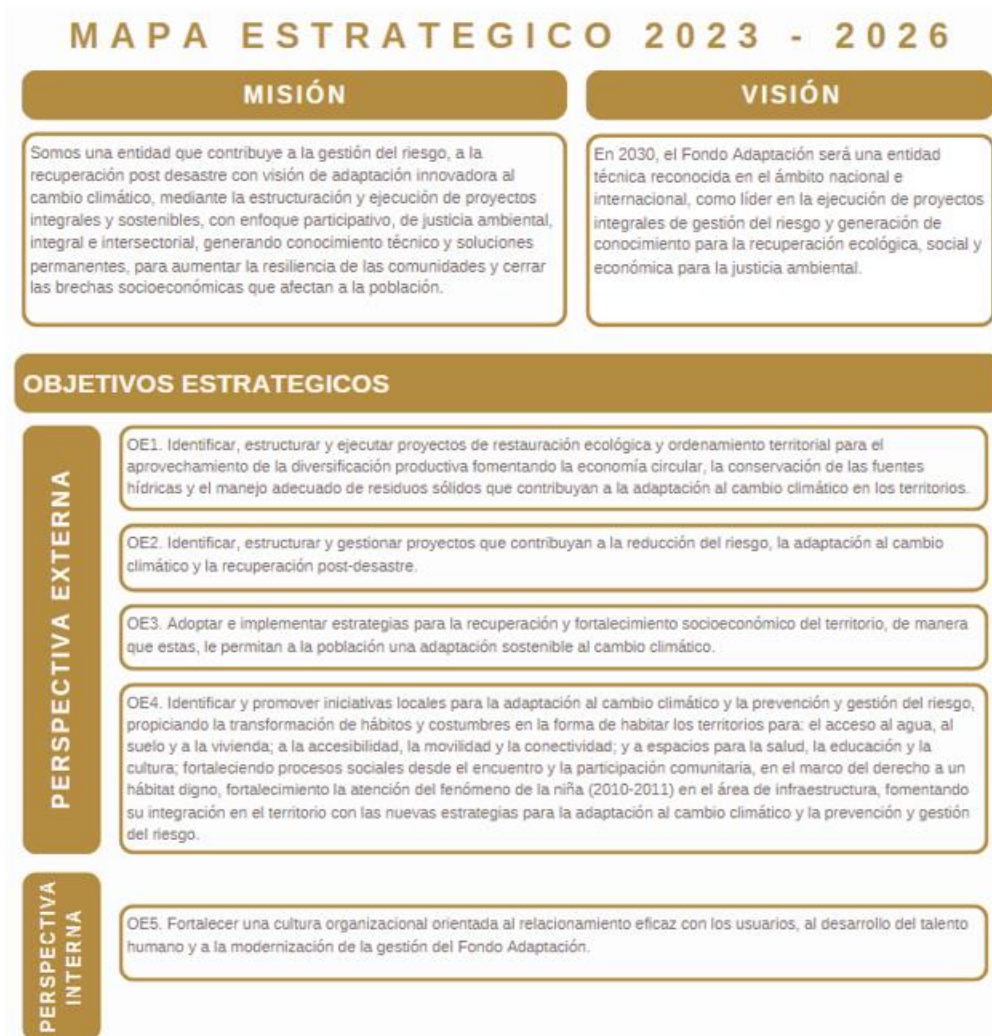 MAPA ESTRATEGICO 2023 - 2026
MISIÓN
Somos una entidad que contribuye a la gestión del riesgo, a la
recuperación post desastre con visión de adaptación innovadora al
cambio climático, mediante la estructuración y ejecución de proyectos
integrales y sostenibles, con enfoque participativo, de justicia ambiental,
integral e intersectorial, generando conocimiento técnico y soluciones
permanentes, para aumentar la resiliencia de las comunidades y cerrar
las brechas socioeconómicas que afectan a la población.
VISIÓN
En 2030, el Fondo Adaptación será una entidad
técnica reconocida en el ámbito nacional e
internacional, como líder en la ejecución de proyectos
integrales de gestión del riesgo y generación de
conocimiento para la recuperación ecológica, social y
económica para la justicia ambiental.
OBJETIVOS ESTRATEGICOS
PERSPECTIVA EXTERNA
OE1. Identificar, estructurar y ejecutar proyectos de restauración ecológica y ordenamiento territorial para el
aprovechamiento de la diversificación productiva fomentando la economía circular, la conservación de las fuentes
hídricas y el manejo adecuado de residuos sólidos que contribuyan a la adaptación al cambio climático en los territorios.
OE2. Identificar, estructurar y gestionar proyectos que contribuyan a la reducción del riesgo, la adaptación al cambio
climático y la recuperación post-desastre.
OE3. Adoptar e implementar estrategias para la recuperación y fortalecimiento socioeconómico del territorio, de manera
que estas, le permitan a la población una adaptación sostenible al cambio climático.
OE4. Identificar y promover iniciativas locales para la adaptación al cambio climático y la prevención y gestión del riesgo,
propiciando la transformación de hábitos y costumbres en la forma de habitar los territorios para: el acceso al agua, al
suelo y a la vivienda; a la accesibilidad, la movilidad y la conectividad; y a espacios para la salud, la educación y la
cultura; fortaleciendo procesos sociales desde el encuentro y la participación comunitaria, en el marco del derecho a un
hábitat digno, fortalecimiento la atención del fenómeno de la niña (2010-2011) en el área de infraestructura, fomentando
su integración en el territorio con las nuevas estrategias para la adaptación al cambio climático y la prevención y gestión
del riesgo.
PERSPECTIVA
INTERNA
OE5. Fortalecer una cultura organizacional orientada al relacionamiento eficaz con los usuarios, al desarrollo del talento
humano y a la modernización de la gestión del Fondo Adaptación.